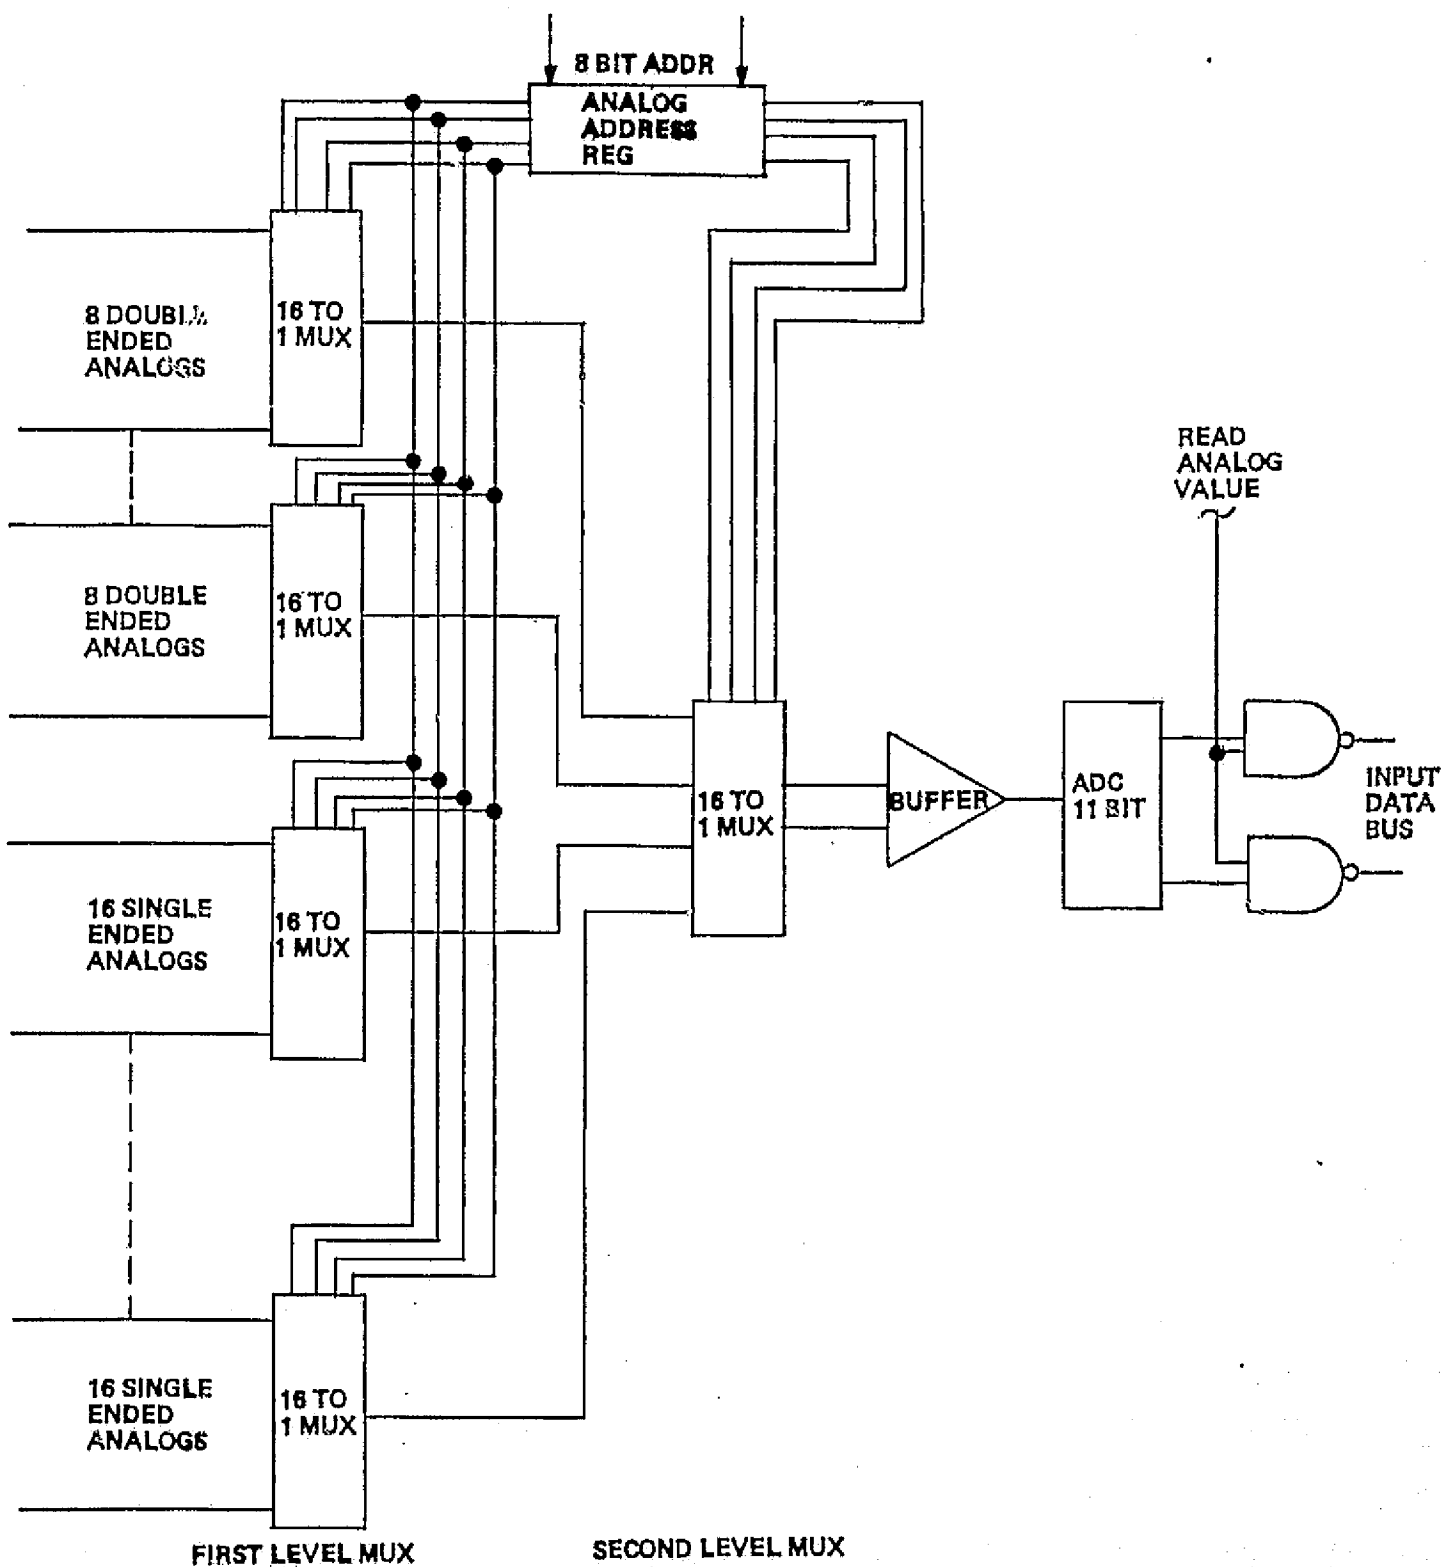 8 BIT ADDR
ANALOG
ADDRESS
REG
8 DOUBLE
ENDED
ANALOGS
16 TO
1 MUX
READ
ANALOG
VALUE
8 DOUBLE
ENDED
ANALOGS
16 TO
1 MUX
16 TO
1 MUX
BUFFER
ADC
11 BIT
INPUT
DATA
BUS
16 SINGLE
ENDED
ANALOGS
16 TO
1 MUX
16 SINGLE
ENDED
ANALOGS
16 TO
1 MUX
FIRST LEVEL MUX
SECOND LEVEL MUX